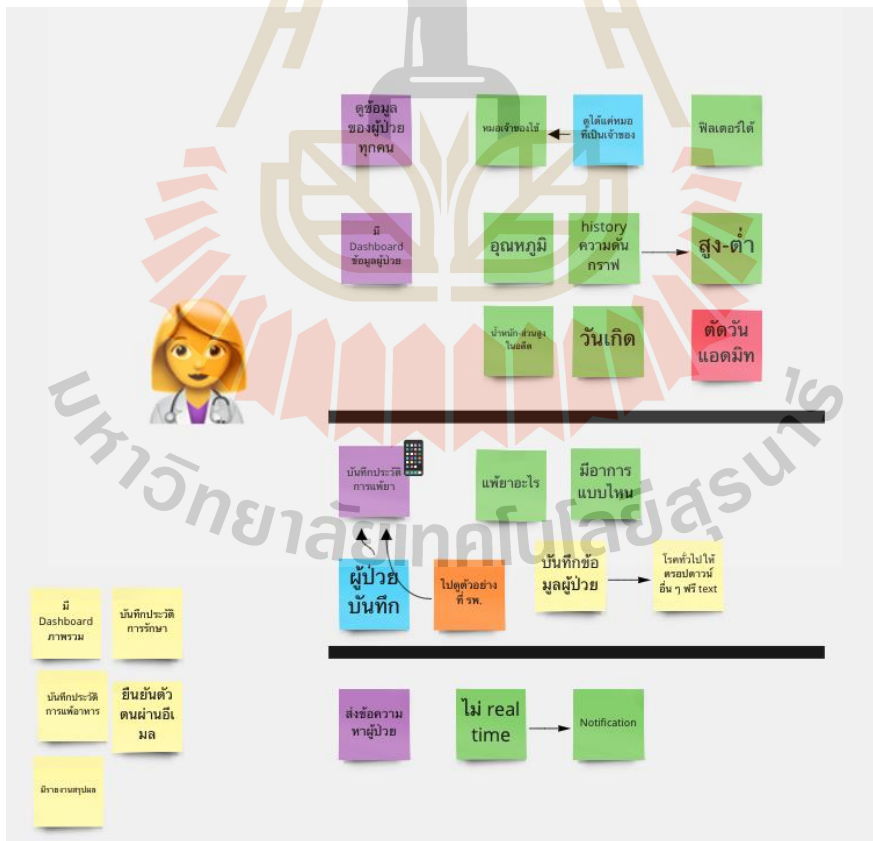 ดูข้อมูล
ของผู้ป่วย
ทุกคน
หมอเจ้าของไข้
ดูได้แค่หมอ
ที่เป็นเจ้าของ
ฟิลเตอร์ได้
มี
Dashboard
ข้อมูลผู้ป่วย
อุณหภูมิ
history
ความดัน
กราฟ
สูง-ต่ำ
น้ำหนัก-ส่วนสูง
ในอดีต
วันเกิด
ตัดวัน
แอดมิท
บันทึกประวัติ
การแพ้ยา
แพ้ยาอะไร
มีอาการ
แบบไหน
ผู้ป่วย
บันทึก
ไปดูตัวอย่าง
ที่ รพ.
บันทึกข้อ
มูลผู้ป่วย
โรคทั่วไปให้
ดรอปดาวน์
อื่น ๆ ฟรี text
มี
Dashboard
ภาพรวม
บันทึกประวัติ
การรักษา
บันทึกประวัติ
การแพ้อาหาร
ยืนยันตัว
ตนผ่านอีเ
มล
มีรายงานสรุปผล
ส่งข้อความ
หาผู้ป่วย
ไม่ real
time
Notification
มหาวิทยาลัยเทคโนโลยีสุรนารี